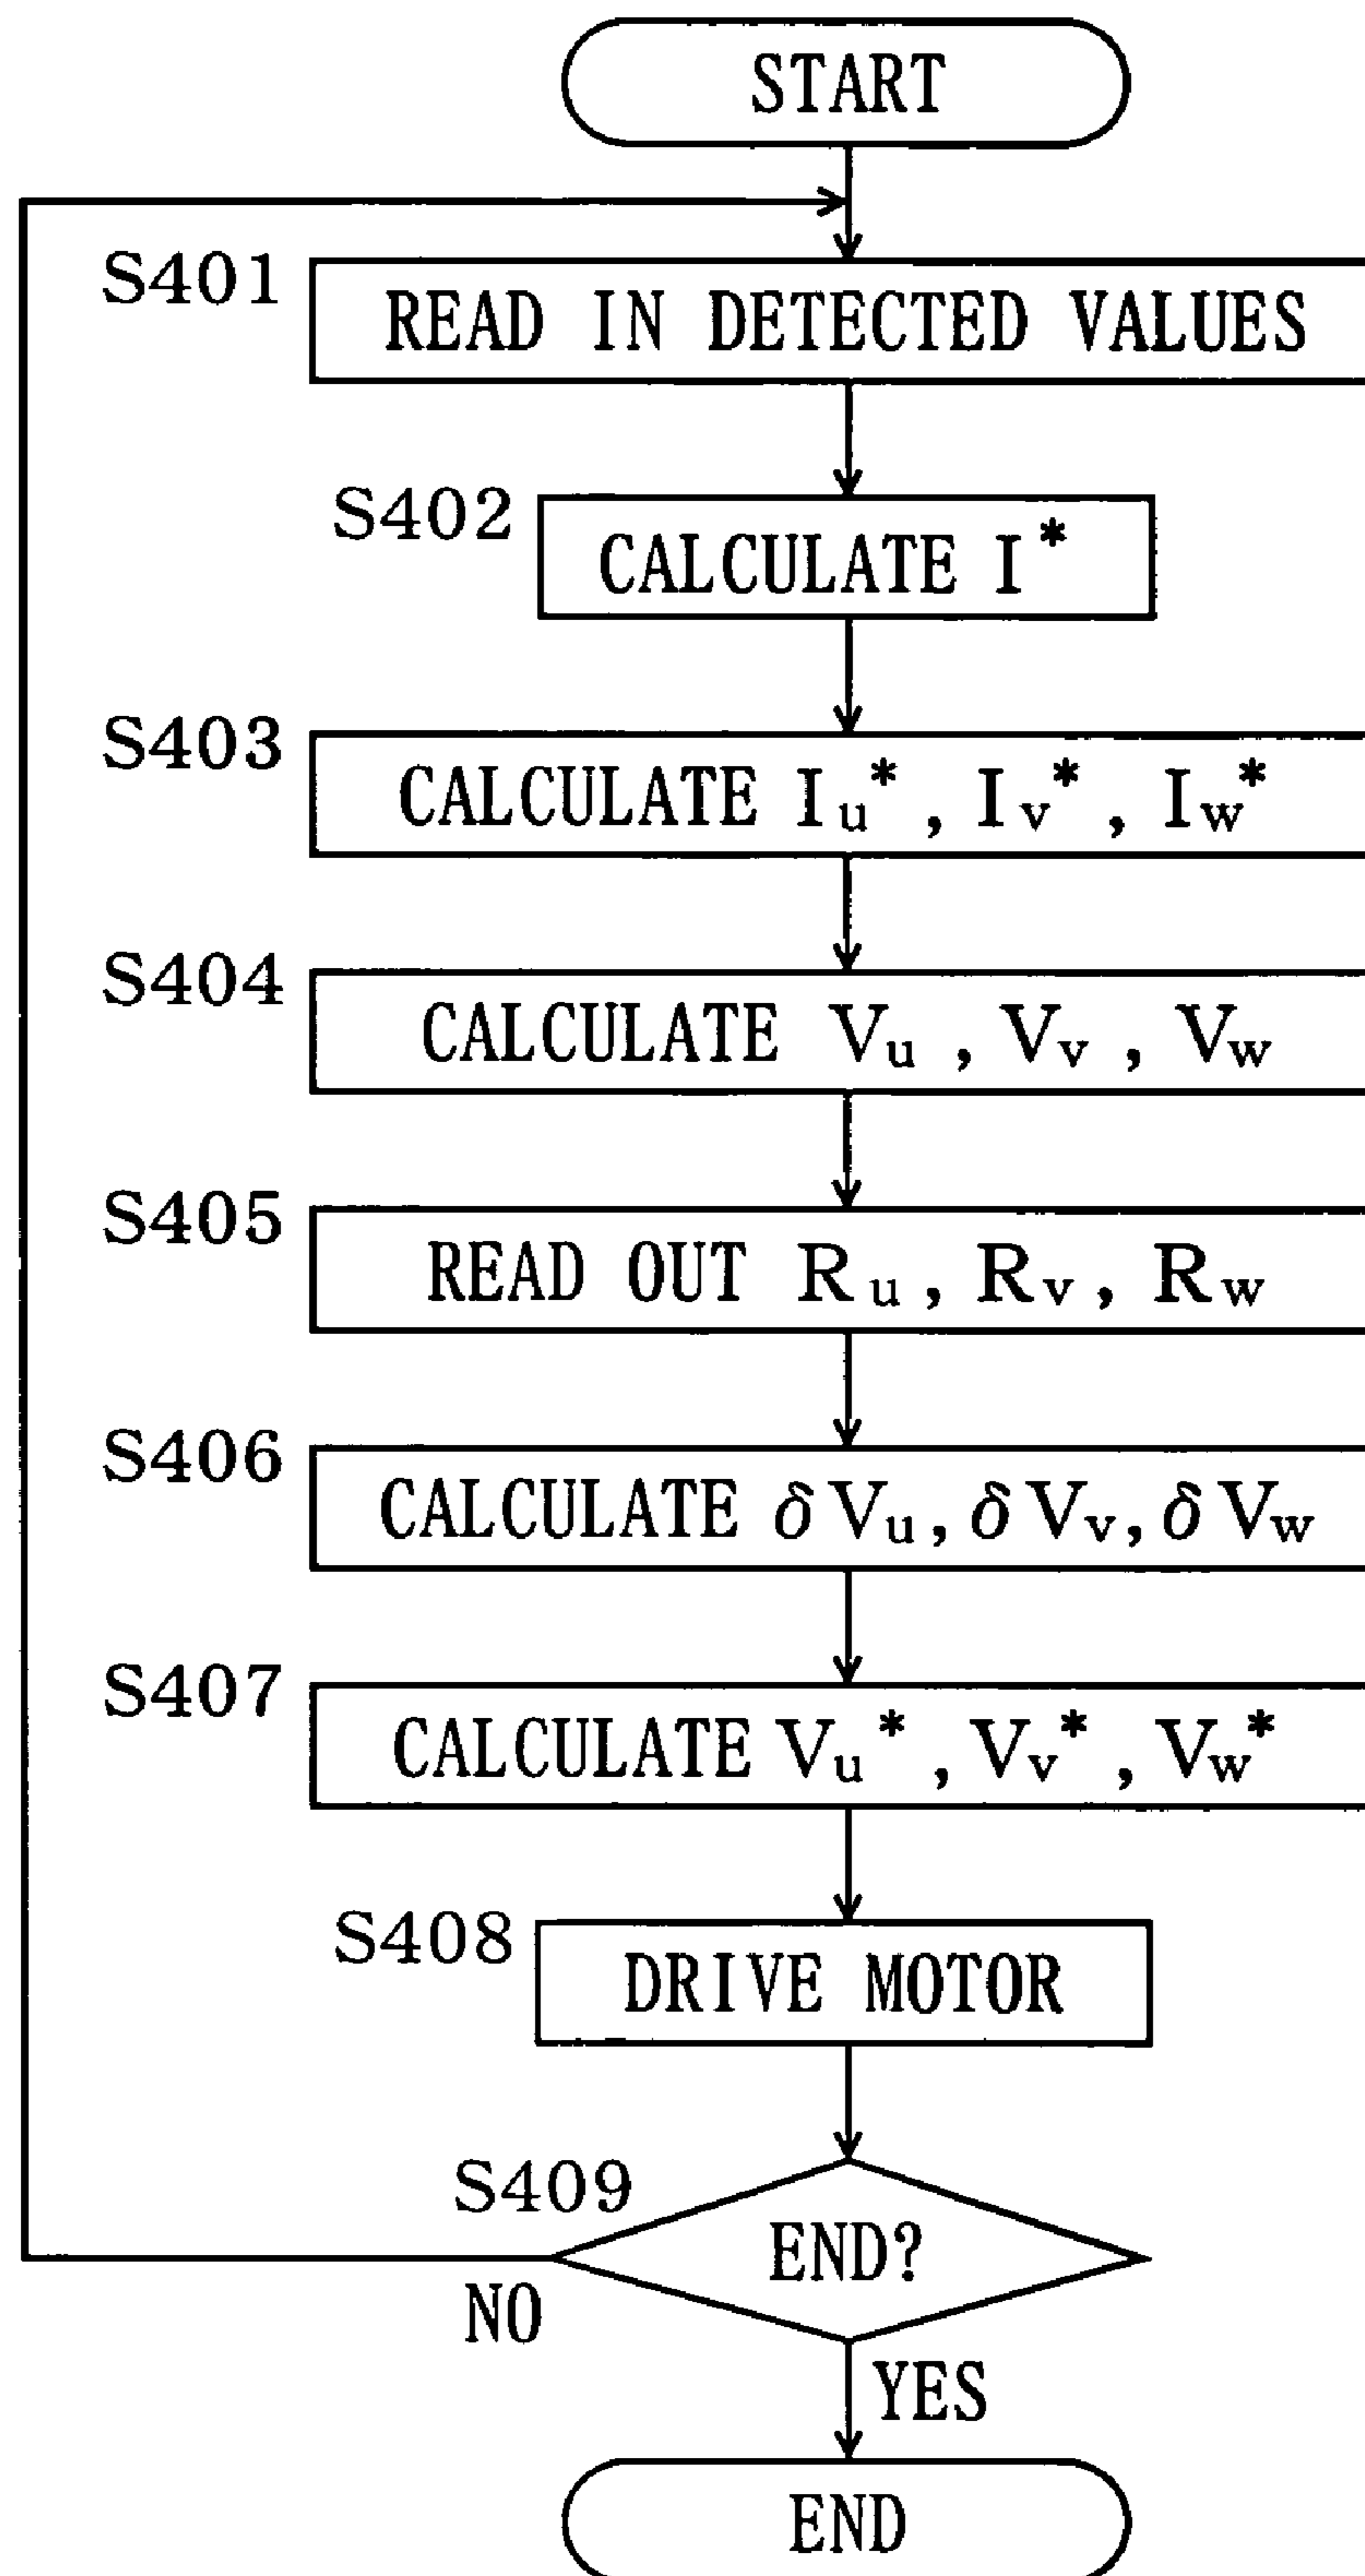 START
S401
READ IN DETECTED VALUES
S402
CALCULATE I*
S403
CALCULATE Iu*, Iv*, Iw*
S404
CALCULATE Vu, Vv, Vw
S405
READ OUT Ru, Rv, Rw
S406
CALCULATE δVu, δVv, δVw
S407
CALCULATE Vu*, Vv*, Vw*
S408
DRIVE MOTOR
S409
END?
NO
YES
END